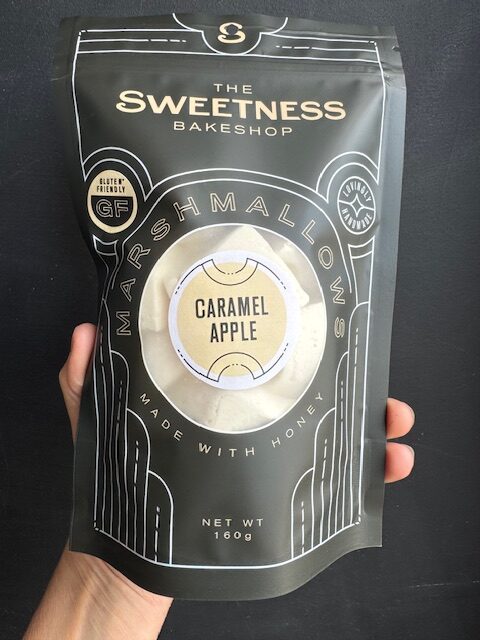 S
THE
SWEETNESS
BAKESHOP
GLUTEN
FRIENDLY
GF
LOVINGLY
HANDMADE
MARSHMALLOWS
CARAMEL
APPLE
MADE WITH HONEY
NET WT
160g